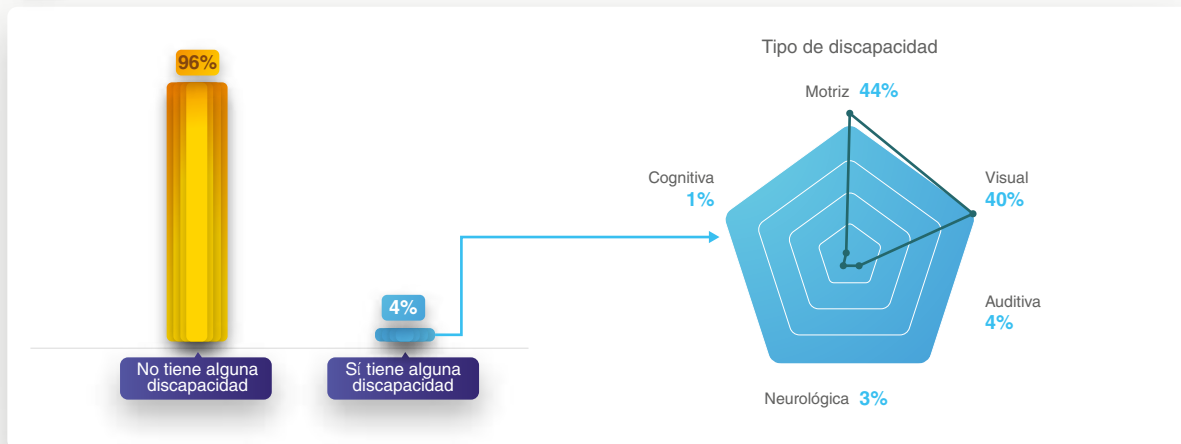 96%
4%
No tiene alguna
discapacidad
Sí tiene alguna
discapacidad
Tipo de discapacidad
Motriz 44%
Visual
40%
Auditiva
4%
Neurológica 3%
Cognitiva
1%